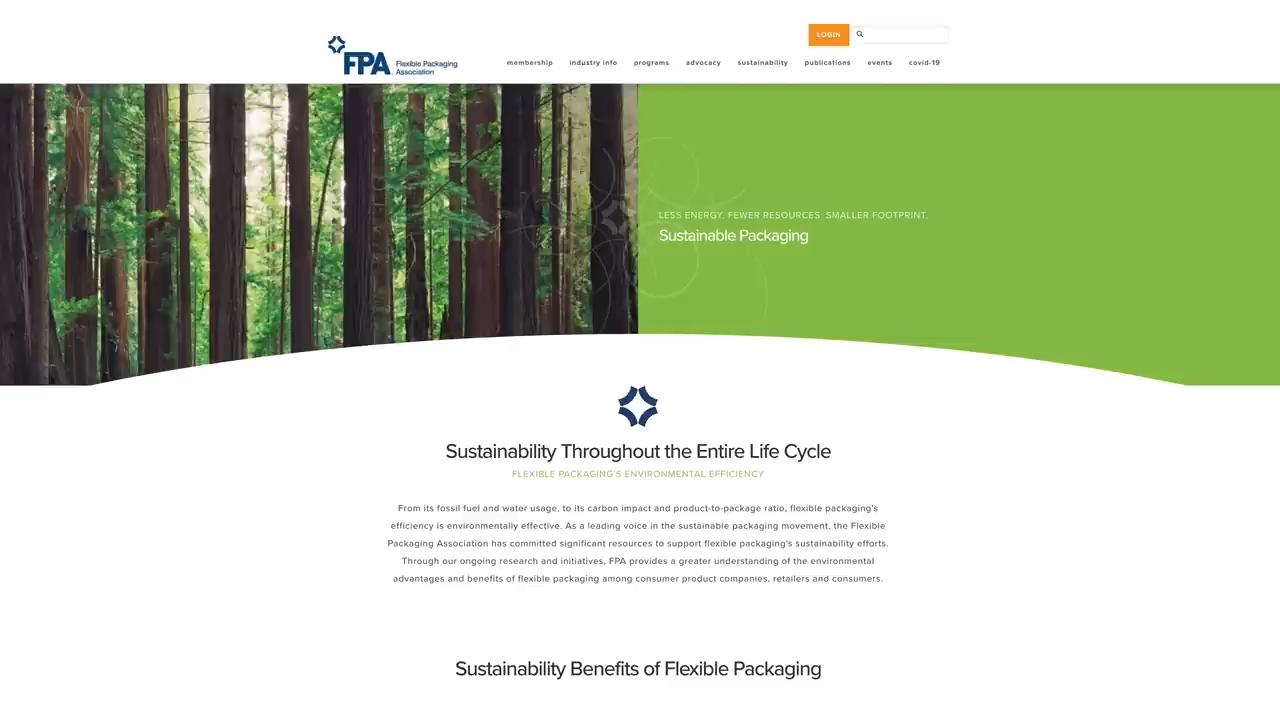 LOGIN
FPA Flexible Packaging
Association
membership industry info programs advocacy sustainability publications events covid-19
LESS ENERGY. FEWER RESOURCES. SMALLER FOOTPRINT.
Sustainable Packaging
Sustainability Throughout the Entire Life Cycle
FLEXIBLE PACKAGING'S ENVIRONMENTAL EFFICIENCY
From its fossil fuel and water usage, to its carbon impact and product-to-package ratio, flexible packaging's
efficiency is environmentally effective. As a leading voice in the sustainable packaging movement, the Flexible
Packaging Association has committed significant resources to support flexible packaging's sustainability efforts.
Through our ongoing research and initiatives, FPA provides a greater understanding of the environmental
advantages and benefits of flexible packaging among consumer product companies, retailers and consumers.
Sustainability Benefits of Flexible Packaging